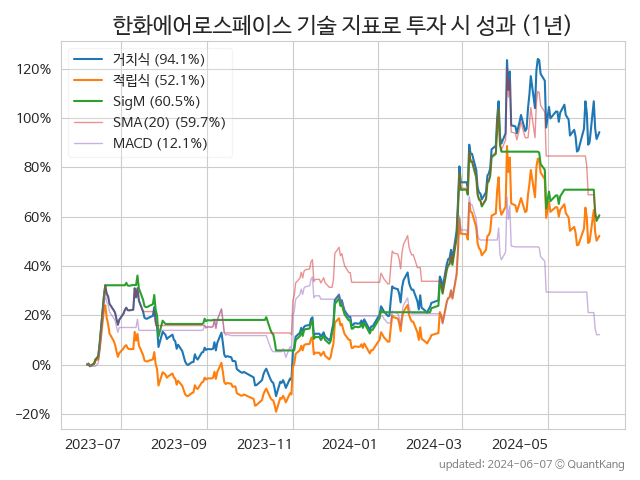 한화에어로스페이스 기술 지표로 투자 시 성과 (1년)
거치식 (94.1%)
적립식 (52.1%)
SigM (60.5%)
SMA(20) (59.7%)
MACD (12.1%)
120%
100%
80%
60%
40%
20%
0%
−20%
2023-07 2023-09 2023-11 2024-01 2024-03 2024-05
updated: 2024-06-07 © QuantKang